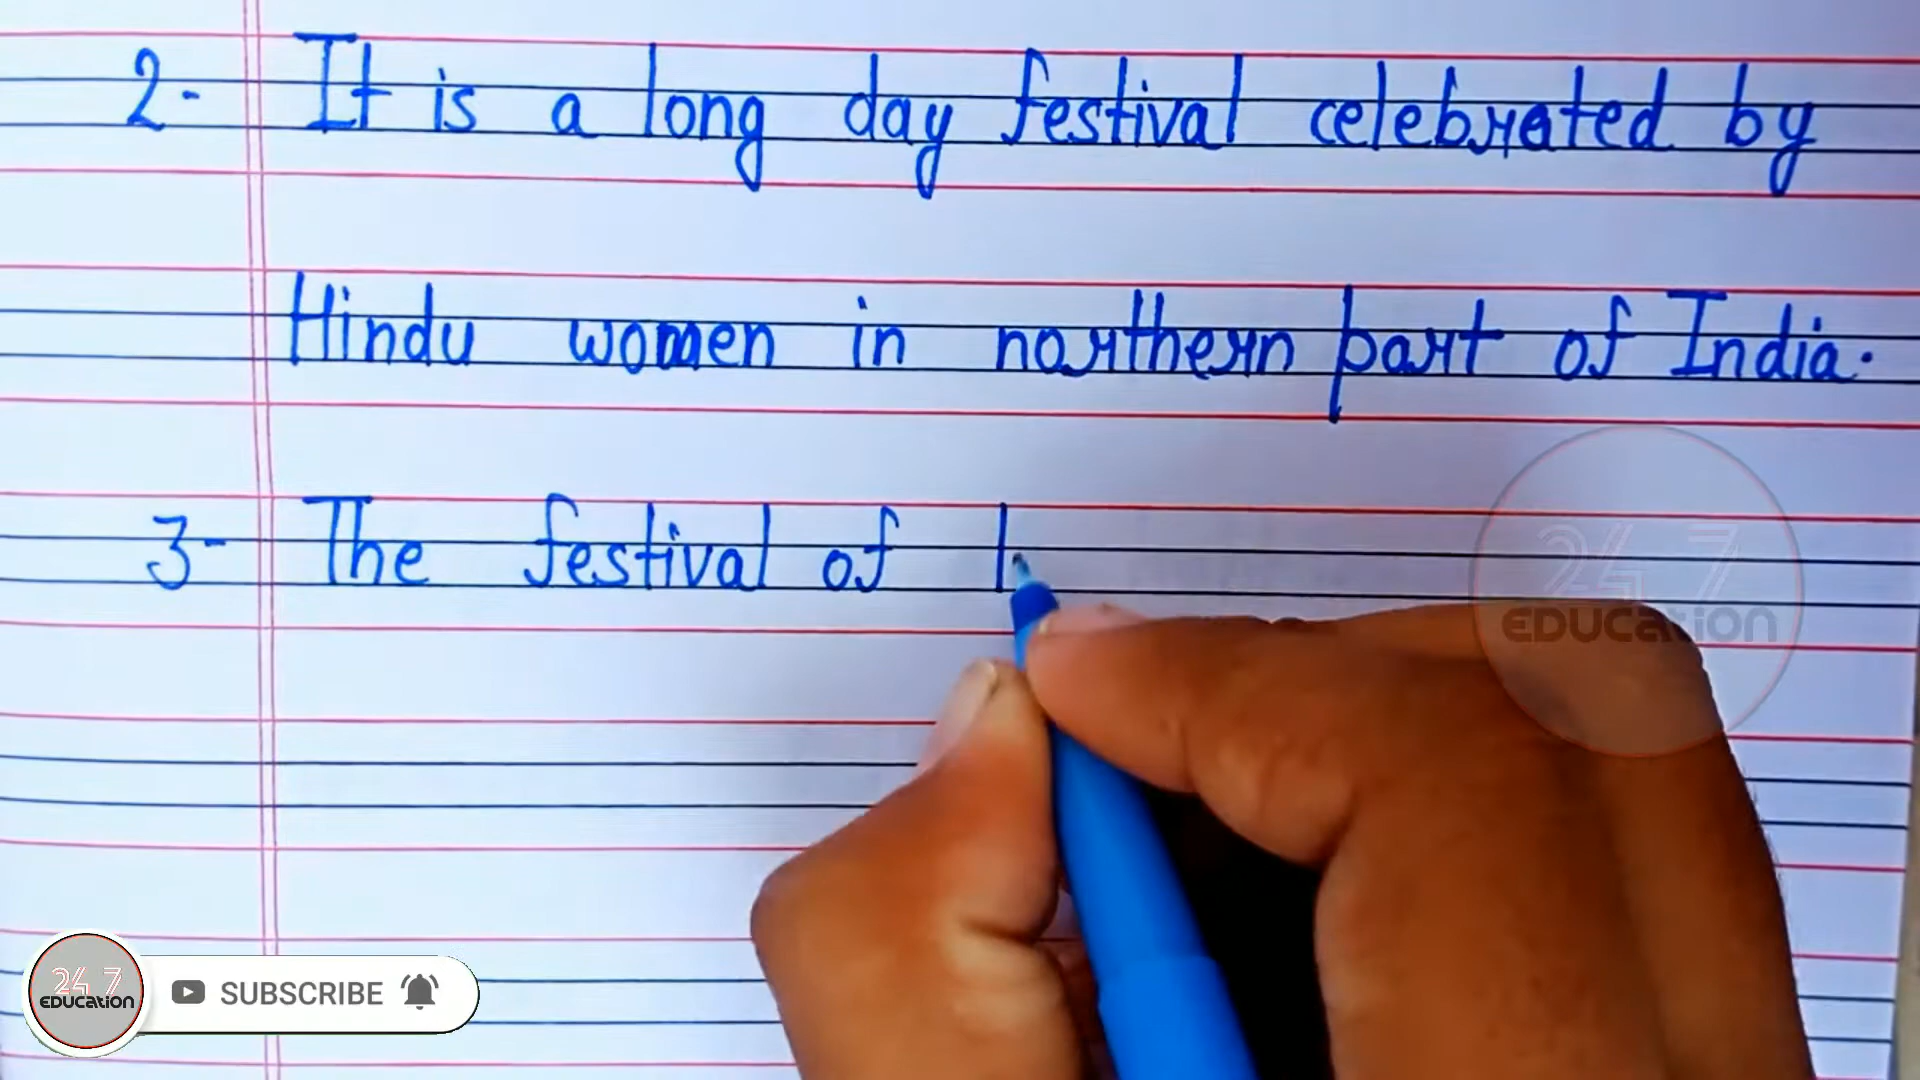 2- It is a long day festival celebrated by
Hindu women in northern part of India.
3- The festival of
24 7
EDUCATION
24 7
EDUCATION
SUBSCRIBE